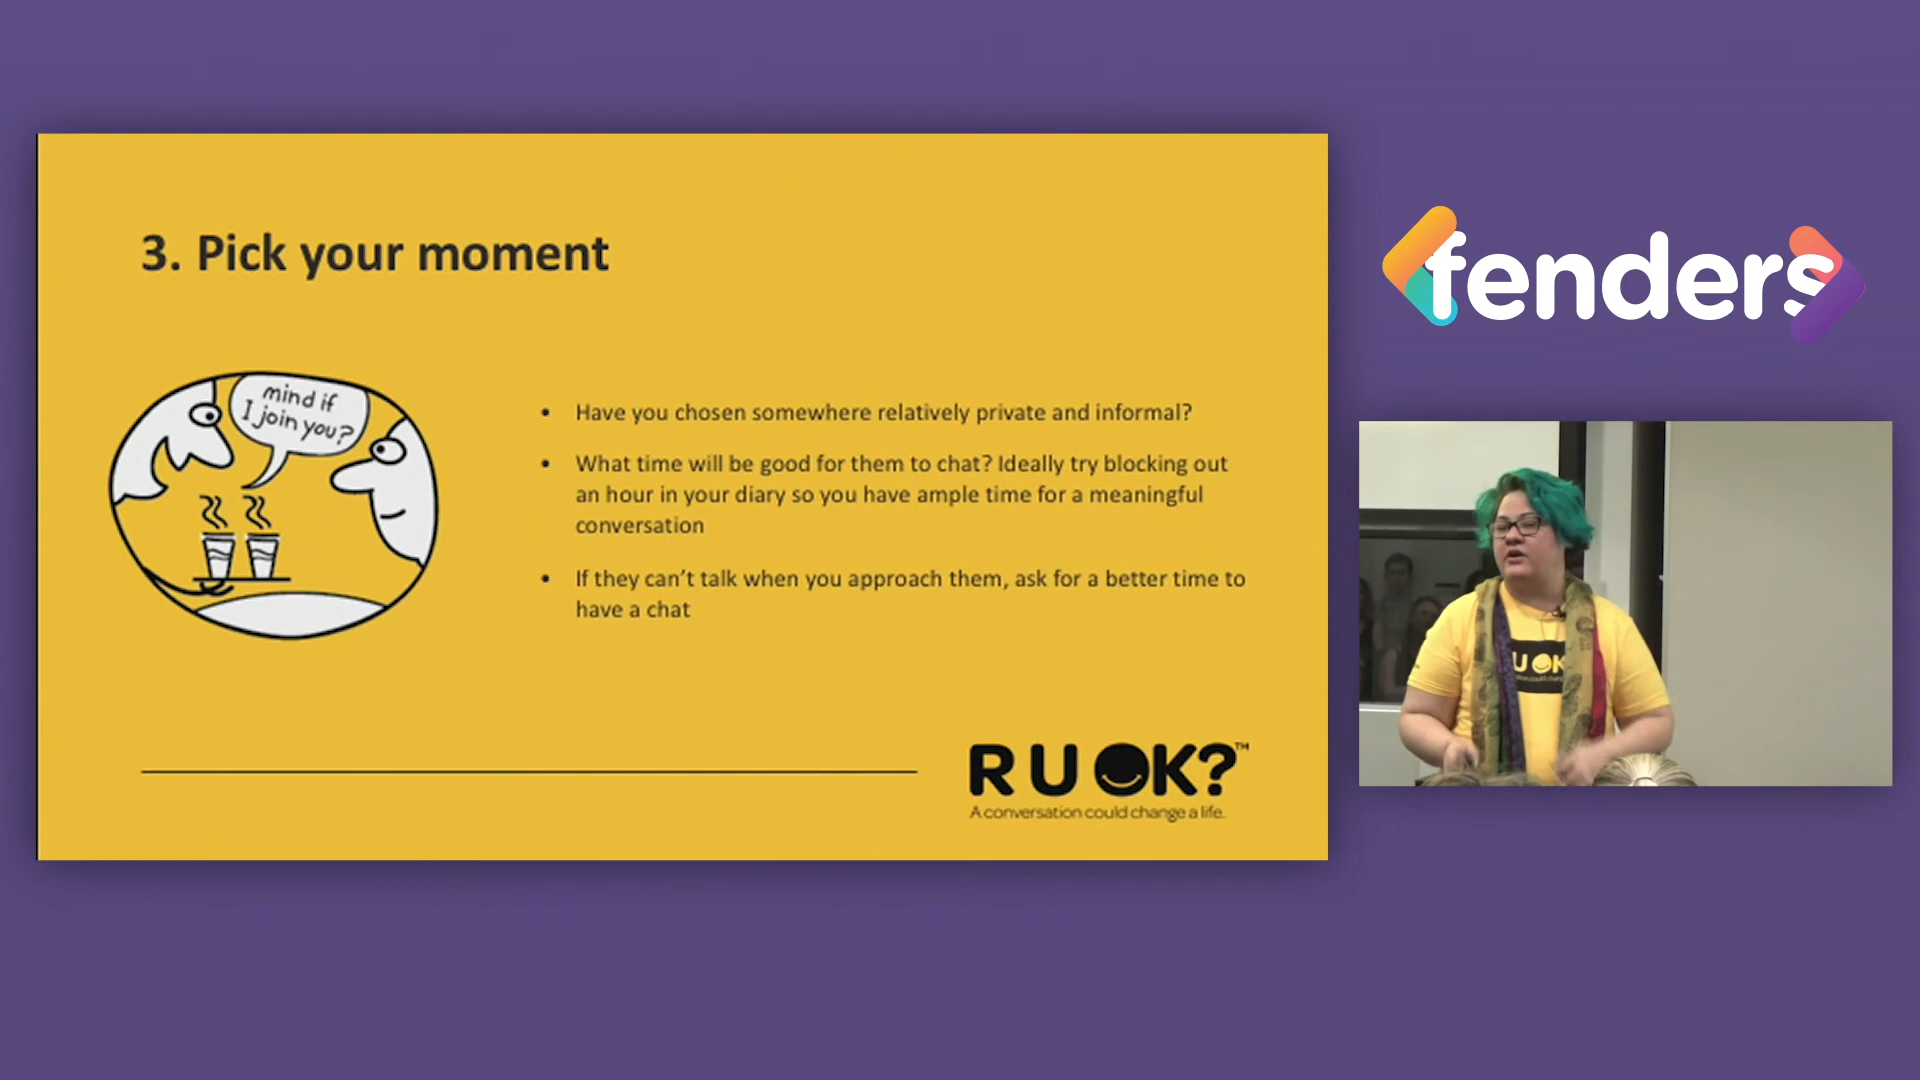 3. Pick your moment
mind if
I join you?
• Have you chosen somewhere relatively private and informal?
• What time will be good for them to chat? Ideally try blocking out
an hour in your diary so you have ample time for a meaningful
conversation
• If they can't talk when you approach them, ask for a better time to
have a chat
R U OK?™
A conversation could change a life.
fenders
U OK